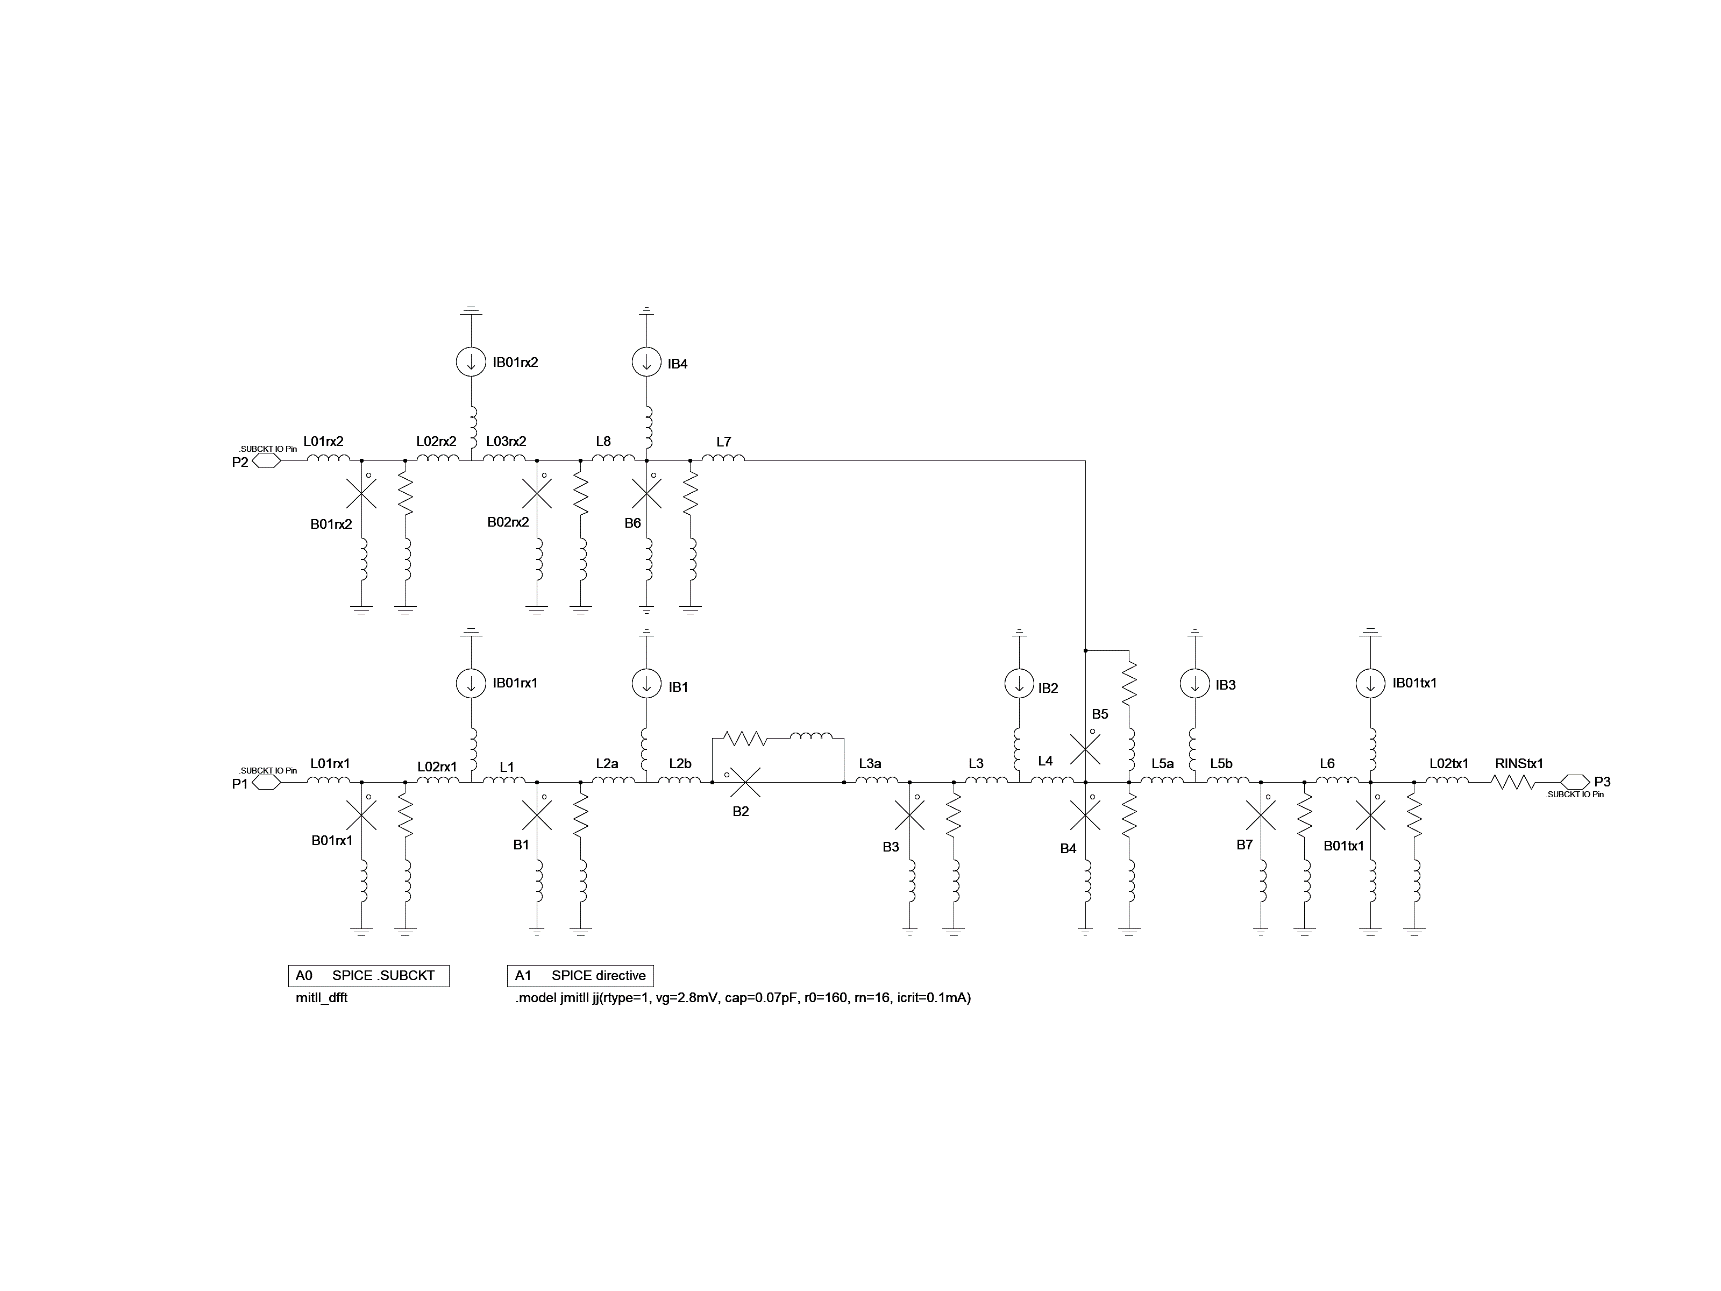 IB01rx2
IB4
L01rx2
L02rx2
L03rx2
L8
L7
.SUBCKT IO Pin
P2
B01rx2
B02rx2
B6
IB01rx1
IB1
IB2
IB3
IB01tx1
B5
L01rx1
L02rx1
L1
L2a
L2b
L3a
L3
L4
L5a
L5b
L6
L02tx1
RINStx1
.SUBCKT IO Pin
P1
P3
.SUBCKT IO Pin
B2
B01rx1
B1
B3
B4
B7
B01tx1
A0 SPICE .SUBCKT
A1 SPICE directive
mitll_dfft
.model jmitll jj(rtype=1, vg=2.8mV, cap=0.07pF, r0=160, rn=16, icrit=0.1mA)